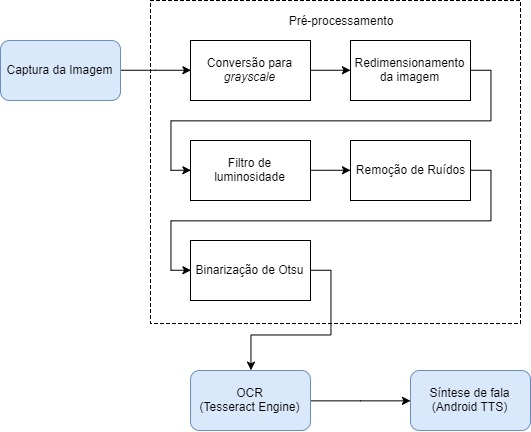 Pré-processamento
Captura da Imagem
Conversão para
grayscale
Redimensionamento
da imagem
Filtro de
luminosidade
Remoção de Ruídos
Binarização de Otsu
OCR
(Tesseract Engine)
Síntese de fala
(Android TTS)